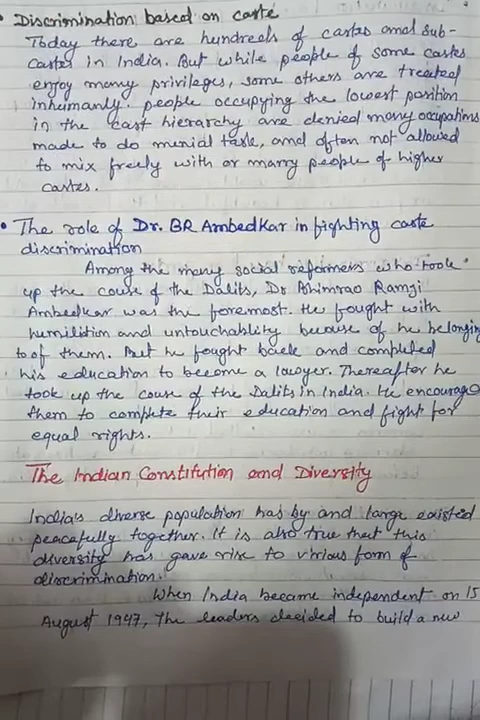 • Discrimination based on caste
Today there are hundreels of castes and sub-
castes in India. But while people of some castes
enjoy many privileges, some others are treated
inhumanly. people occupying the lowest position
in the cast hierarchy are denied many occupations
made to do menial task, and often not allowed
to mix freely with or marry people of higher
castes.
• The role of Dr. BR Ambedkar in fighting caste
discrimination
Among the many social reformers who took
up the couse of the Dalits, Dr Bhimrao Ramji
Ambedkar was the foremost. He fought with
humilition and untouchablity because of he belonging
to of them. But he fought back and completed
his education to become a lawyer. Thereafter he
took up the couse of the Dalits in India. He encourage
them to complete their education and fight for
equal rights.
The Indian Constitution and Diversity
India's diverse population has by and large existed
peacefully together. It is also true that this
diversity has gave rise to virious form of
discrimination.
When India became independent on 15
August 1947, The leaders decided to build a new